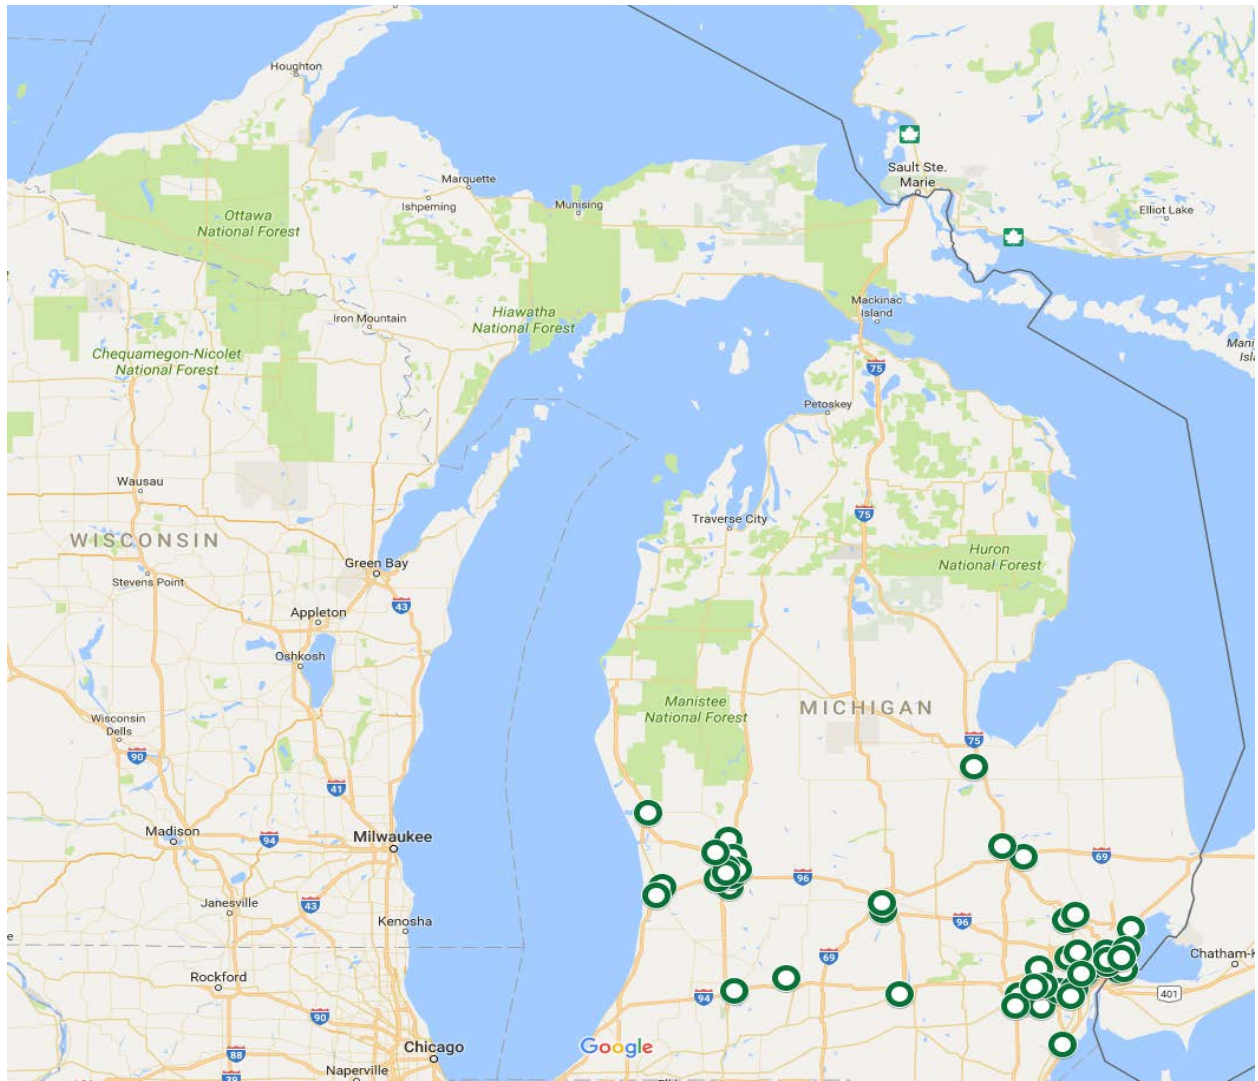 Houghton
Marquette
Ishpeming
Munising
Sault Ste.
Marie
Elliot Lake
Ottawa
National Forest
Hiawatha
National Forest
Mackinac
Island
Iron Mountain
Chequamegon-Nicolet
National Forest
75
Petoskey
Wausau
75
Traverse City
WISCONSIN
Huron
National Forest
Green Bay
Stevens Point
43
Appleton
Oshkosh
Manistee
National Forest
MICHIGAN
Wisconsin
Dells
90
75
41
Madison
94
Milwaukee
69
96
Janesville
43
Kenosha
96
69
Chatham-K
Rockford
94
401
90
Google
Chicago
88
Naperville